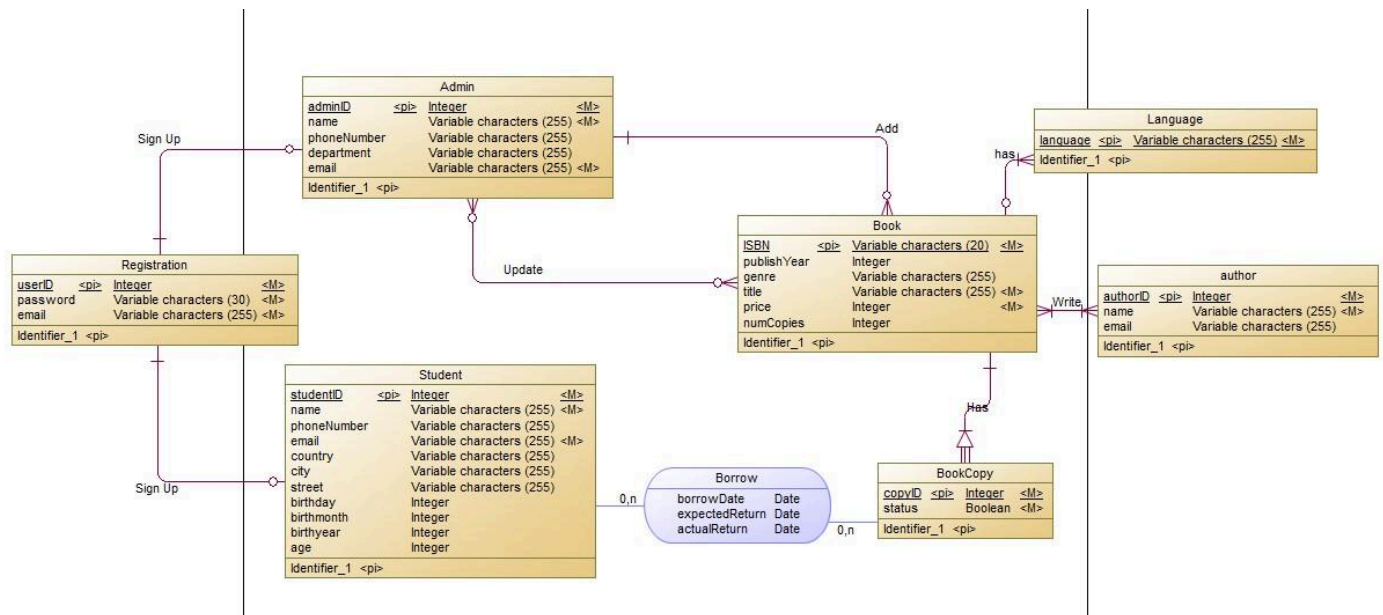 Admin
adminID <pi> Integer <M>
name Variable characters (255) <M>
phoneNumber Variable characters (255)
department Variable characters (255)
email Variable characters (255) <M>
Identifier_1 <pi>
Sign Up
Add
Language
language <pi> Variable characters (255) <M>
Identifier_1 <pi>
has
Book
ISBN <pi> Variable characters (20) <M>
publishYear Integer
genre Variable characters (255)
title Variable characters (255) <M>
price Integer <M>
numCopies Integer
Identifier_1 <pi>
Update
Registration
userID <pi> Integer <M>
password Variable characters (30) <M>
email Variable characters (255) <M>
Identifier_1 <pi>
author
authorID <pi> Integer <M>
name Variable characters (255) <M>
email Variable characters (255)
Identifier_1 <pi>
Write
Student
studentID <pi> Integer <M>
name Variable characters (255) <M>
phoneNumber Variable characters (255)
email Variable characters (255) <M>
country Variable characters (255)
city Variable characters (255)
street Variable characters (255)
birthday Integer
birthmonth Integer
birthyear Integer
age Integer
Identifier_1 <pi>
Sign Up
Has
Borrow
borrowDate Date
expectedReturn Date
actualReturn Date
0,n
0,n
BookCopy
copyID <pi> Integer <M>
status Boolean <M>
Identifier_1 <pi>